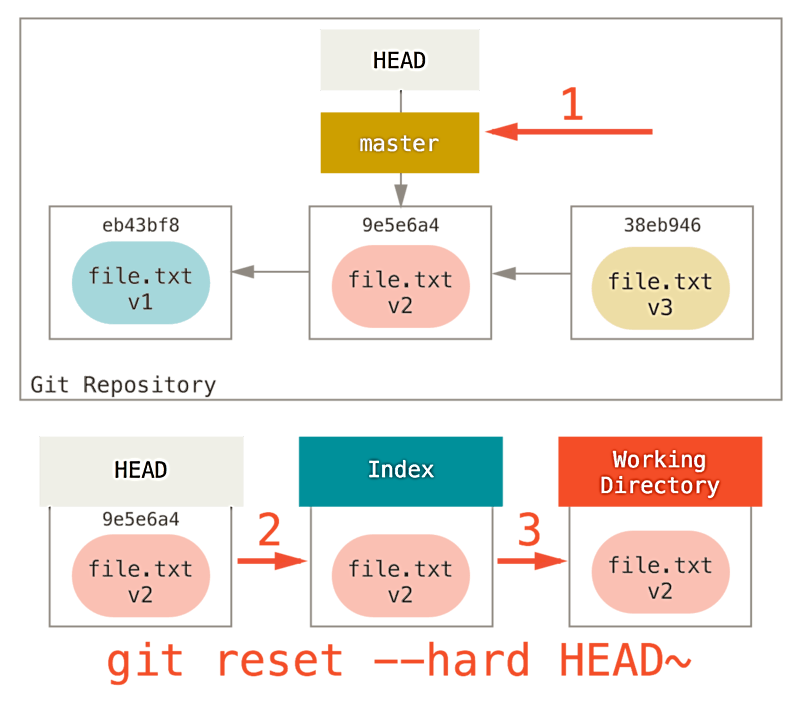 HEAD
1
master
eb43bf8
9e5e6a4
38eb946
file.txt
v1
file.txt
v2
file.txt
v3
Git Repository
HEAD
Index
Working
Directory
9e5e6a4
2
3
file.txt
v2
file.txt
v2
file.txt
v2
git reset --hard HEAD~